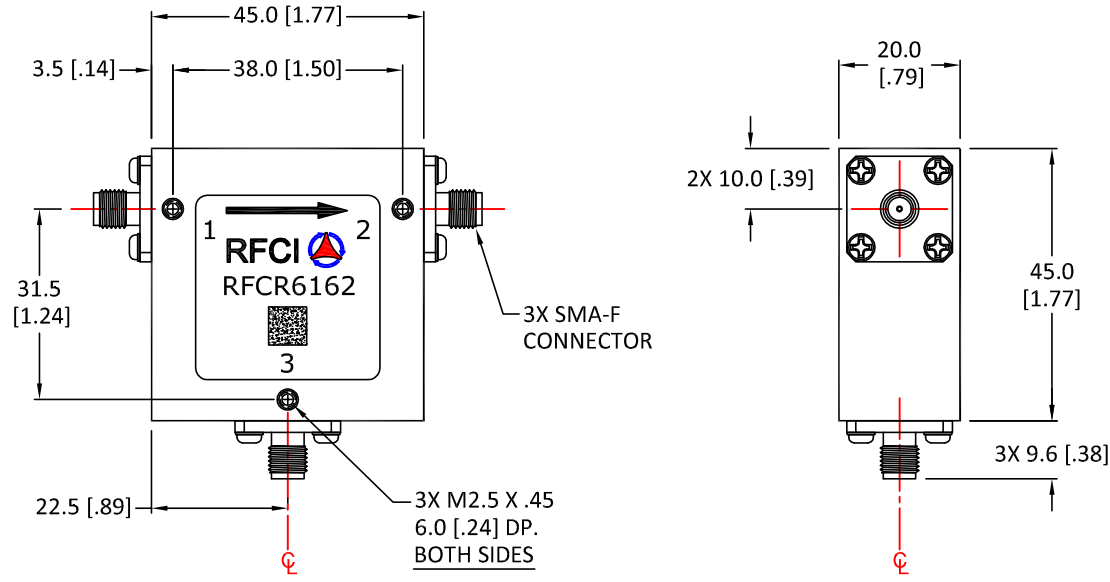 45.0 [1.77]
3.5 [.14]
38.0 [1.50]
1
2
RFCI
RFCR6162
3
31.5
[1.24]
3X SMA-F
CONNECTOR
22.5 [.89]
3X M2.5 X .45
6.0 [.24] DP.
BOTH SIDES
CL
20.0
[.79]
2X 10.0 [.39]
45.0
[1.77]
3X 9.6 [.38]
CL